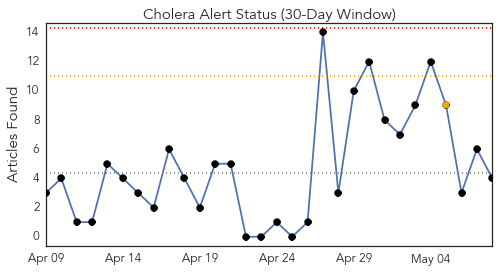 Cholera Alert Status (30-Day Window)
Articles Found
14
12
10
8
6
4
2
0
Apr 09 Apr 14 Apr 19 Apr 24 Apr 29 May 04